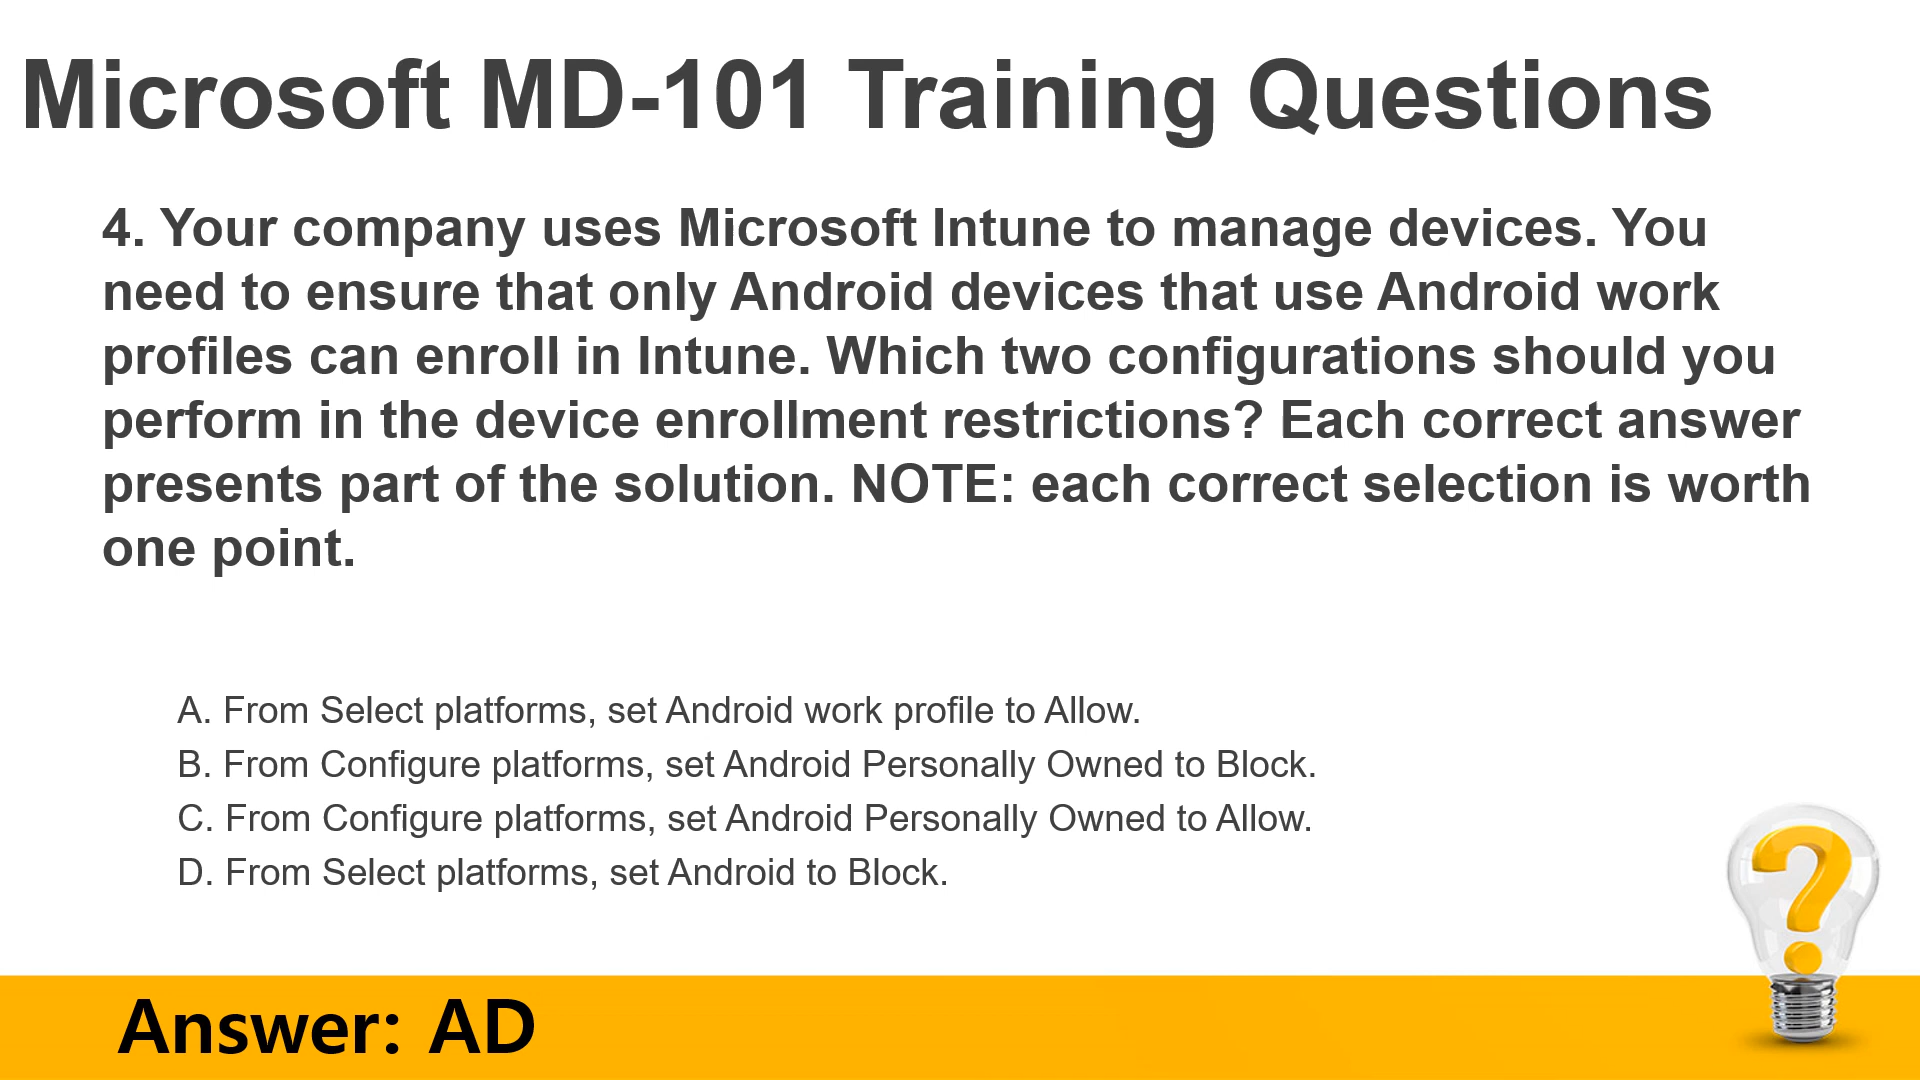 Microsoft MD-101 Training Questions
4. Your company uses Microsoft Intune to manage devices. You
need to ensure that only Android devices that use Android work
profiles can enroll in Intune. Which two configurations should you
perform in the device enrollment restrictions? Each correct answer
presents part of the solution. NOTE: each correct selection is worth
one point.
A. From Select platforms, set Android work profile to Allow.
B. From Configure platforms, set Android Personally Owned to Block.
C. From Configure platforms, set Android Personally Owned to Allow.
D. From Select platforms, set Android to Block.
Answer: AD